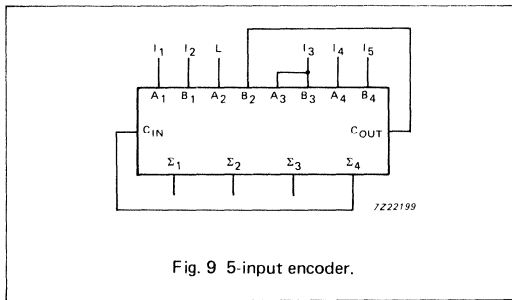 I1 I2 L I3 I4 I5
A1 B1 A2 B2 A3 B3 A4 B4
CIN COUT
Σ1 Σ2 Σ3 Σ4
7Z22199
Fig. 9 5-input encoder.